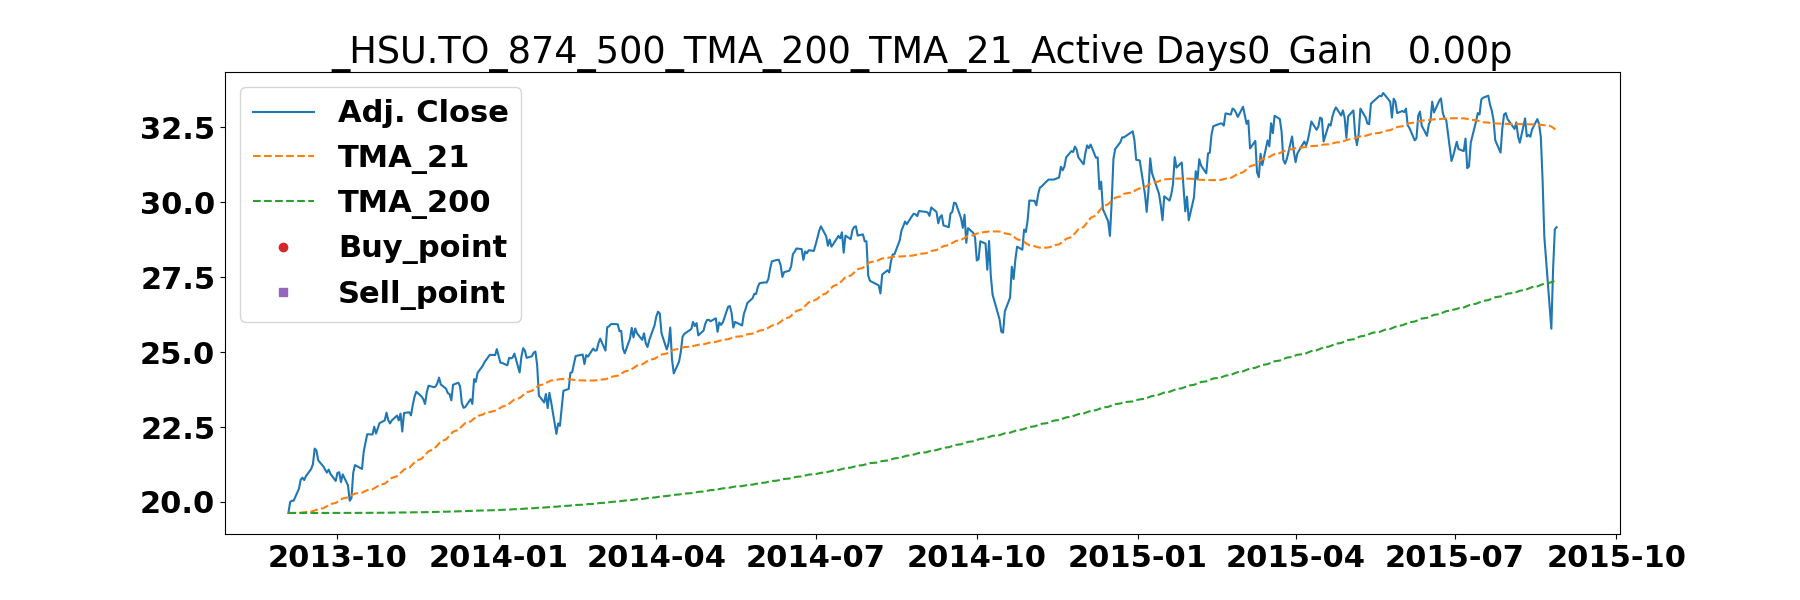 _HSU.TO_874_500_TMA_200_TMA_21_Active Days0_Gain   0.00p
Adj. Close
TMA_21
TMA_200
Buy_point
Sell_point
32.5
30.0
27.5
25.0
22.5
20.0
2013-10 2014-01 2014-04 2014-07 2014-10 2015-01 2015-04 2015-07 2015-10